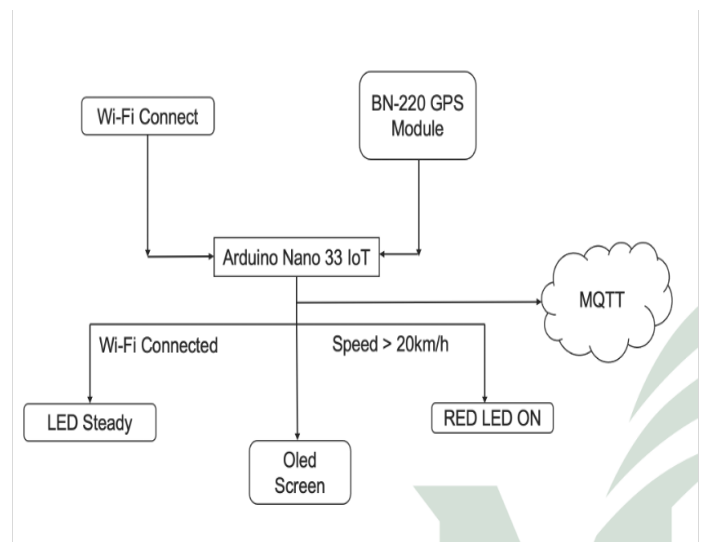 Wi-Fi Connect
BN-220 GPS
Module
Arduino Nano 33 IoT
MQTT
Wi-Fi Connected
Speed > 20km/h
LED Steady
RED LED ON
Oled
Screen